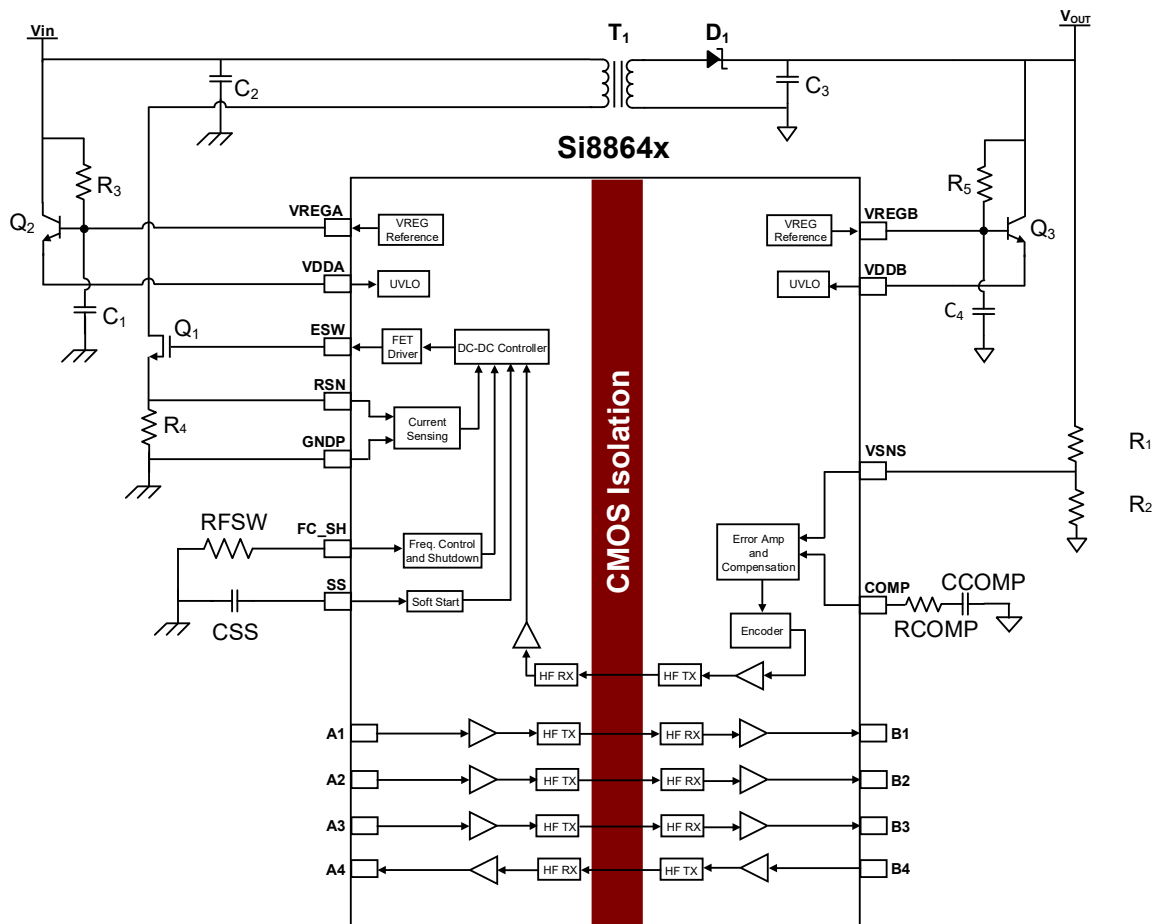 Vin
T1
D1
VOUT
C2
C3
Si8864x
R3
R5
Q2
VREGA
VREG
Reference
VREG
Reference
VREGB
Q3
VDDA
UVLO
UVLO
VDDB
C1
C4
Q1
ESW
FET
Driver
DC-DC Controller
RSN
R4
Current
Sensing
GNDP
CMOS Isolation
VSNS
R1
R2
RFSW
FC_SH
Freq. Control
and Shutdown
Error Amp
and
Compensation
SS
Soft Start
CSS
COMP
CCOMP
RCOMP
Encoder
HF RX
HF TX
A1
HF TX
HF RX
B1
A2
HF TX
HF RX
B2
A3
HF TX
HF RX
B3
A4
HF RX
HF TX
B4